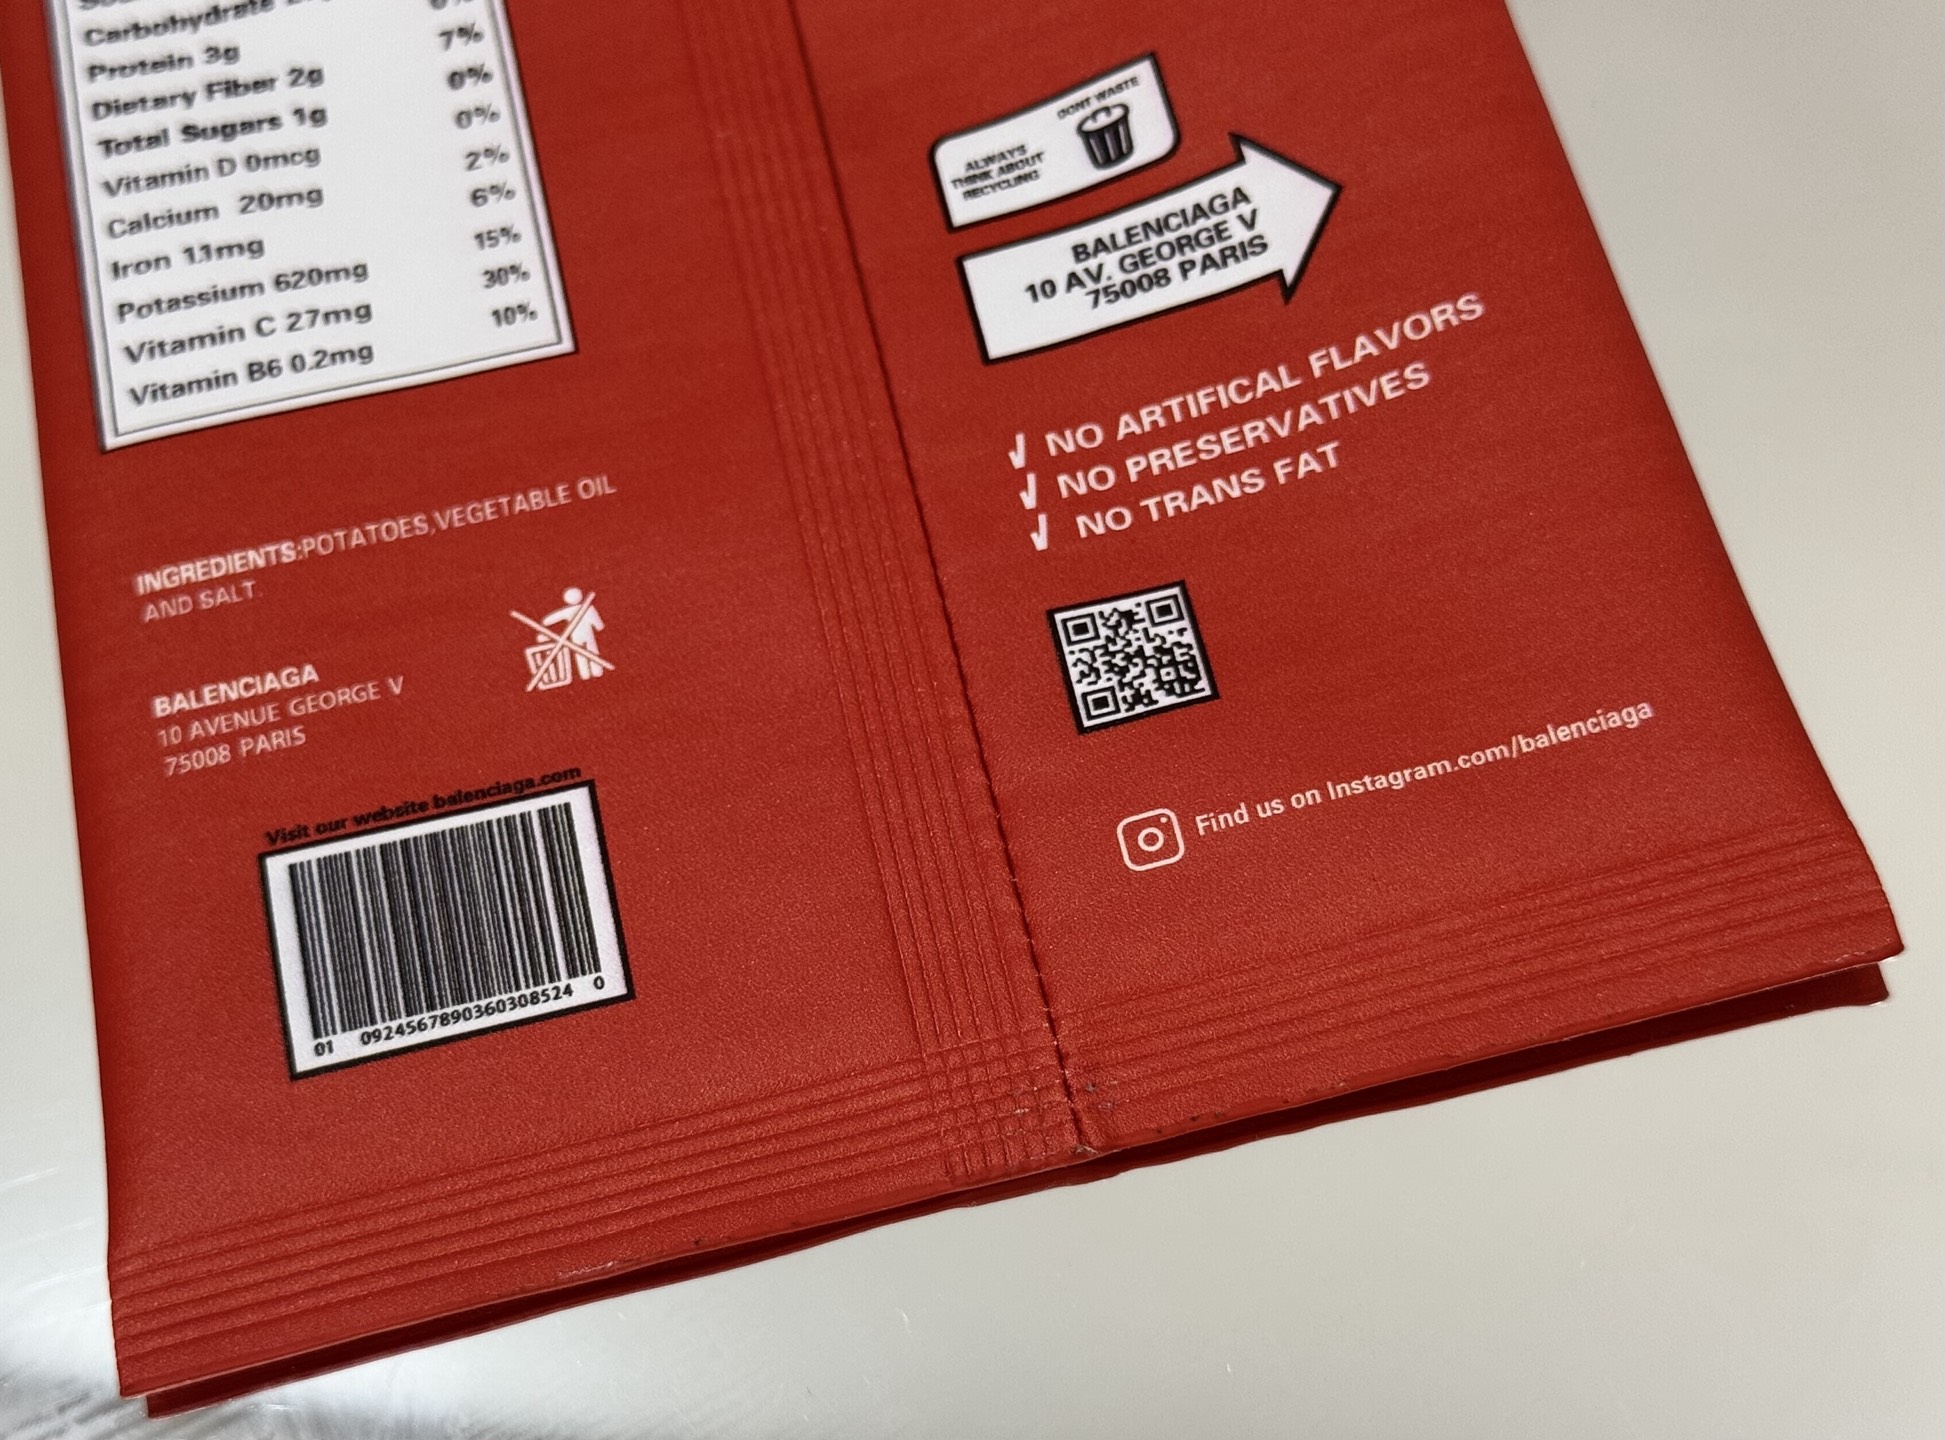 Carbohydrate
Protein 3g 7%
Dietary Fiber 2g 0%
Total Sugars 1g 0%
Vitamin D 0mcg 2%
Calcium 20mg 6%
Iron 1.1mg 15%
Potassium 620mg 30%
Vitamin C 27mg 10%
Vitamin B6 0.2mg
INGREDIENTS:POTATOES,VEGETABLE OIL
AND SALT.
BALENCIAGA
10 AVENUE GEORGE V
75008 PARIS
Visit our website balenciaga.com
01 0924567890360308524 0
DONT WASTE
ALWAYS
THINK ABOUT
RECYCLING
BALENCIAGA
10 AV. GEORGE V
75008 PARIS
NO ARTIFICAL FLAVORS
NO PRESERVATIVES
NO TRANS FAT
Find us on Instagram.com/balenciaga